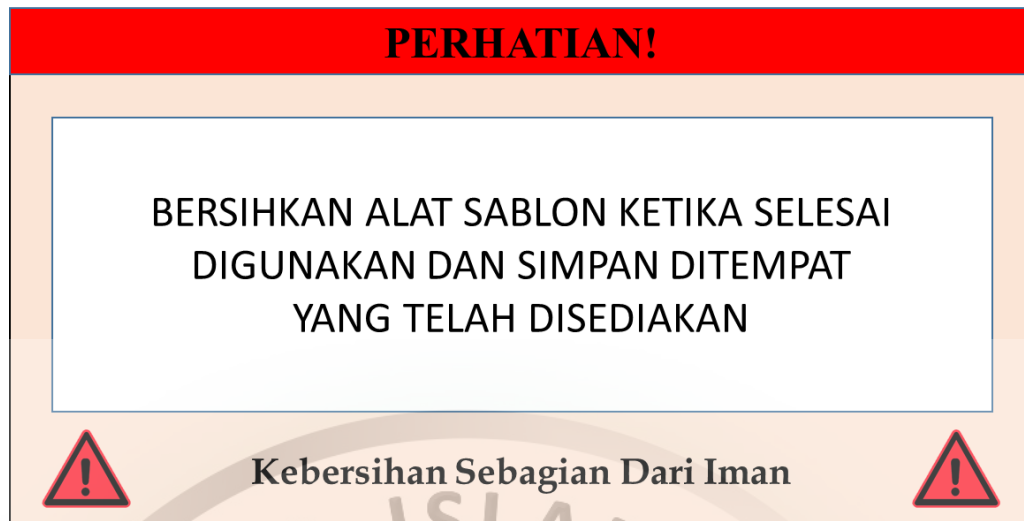 PERHATIAN!
BERSIHKAN ALAT SABLON KETIKA SELESAI
DIGUNAKAN DAN SIMPAN DITEMPAT
YANG TELAH DISEDIAKAN
Kebersihan Sebagian Dari Iman